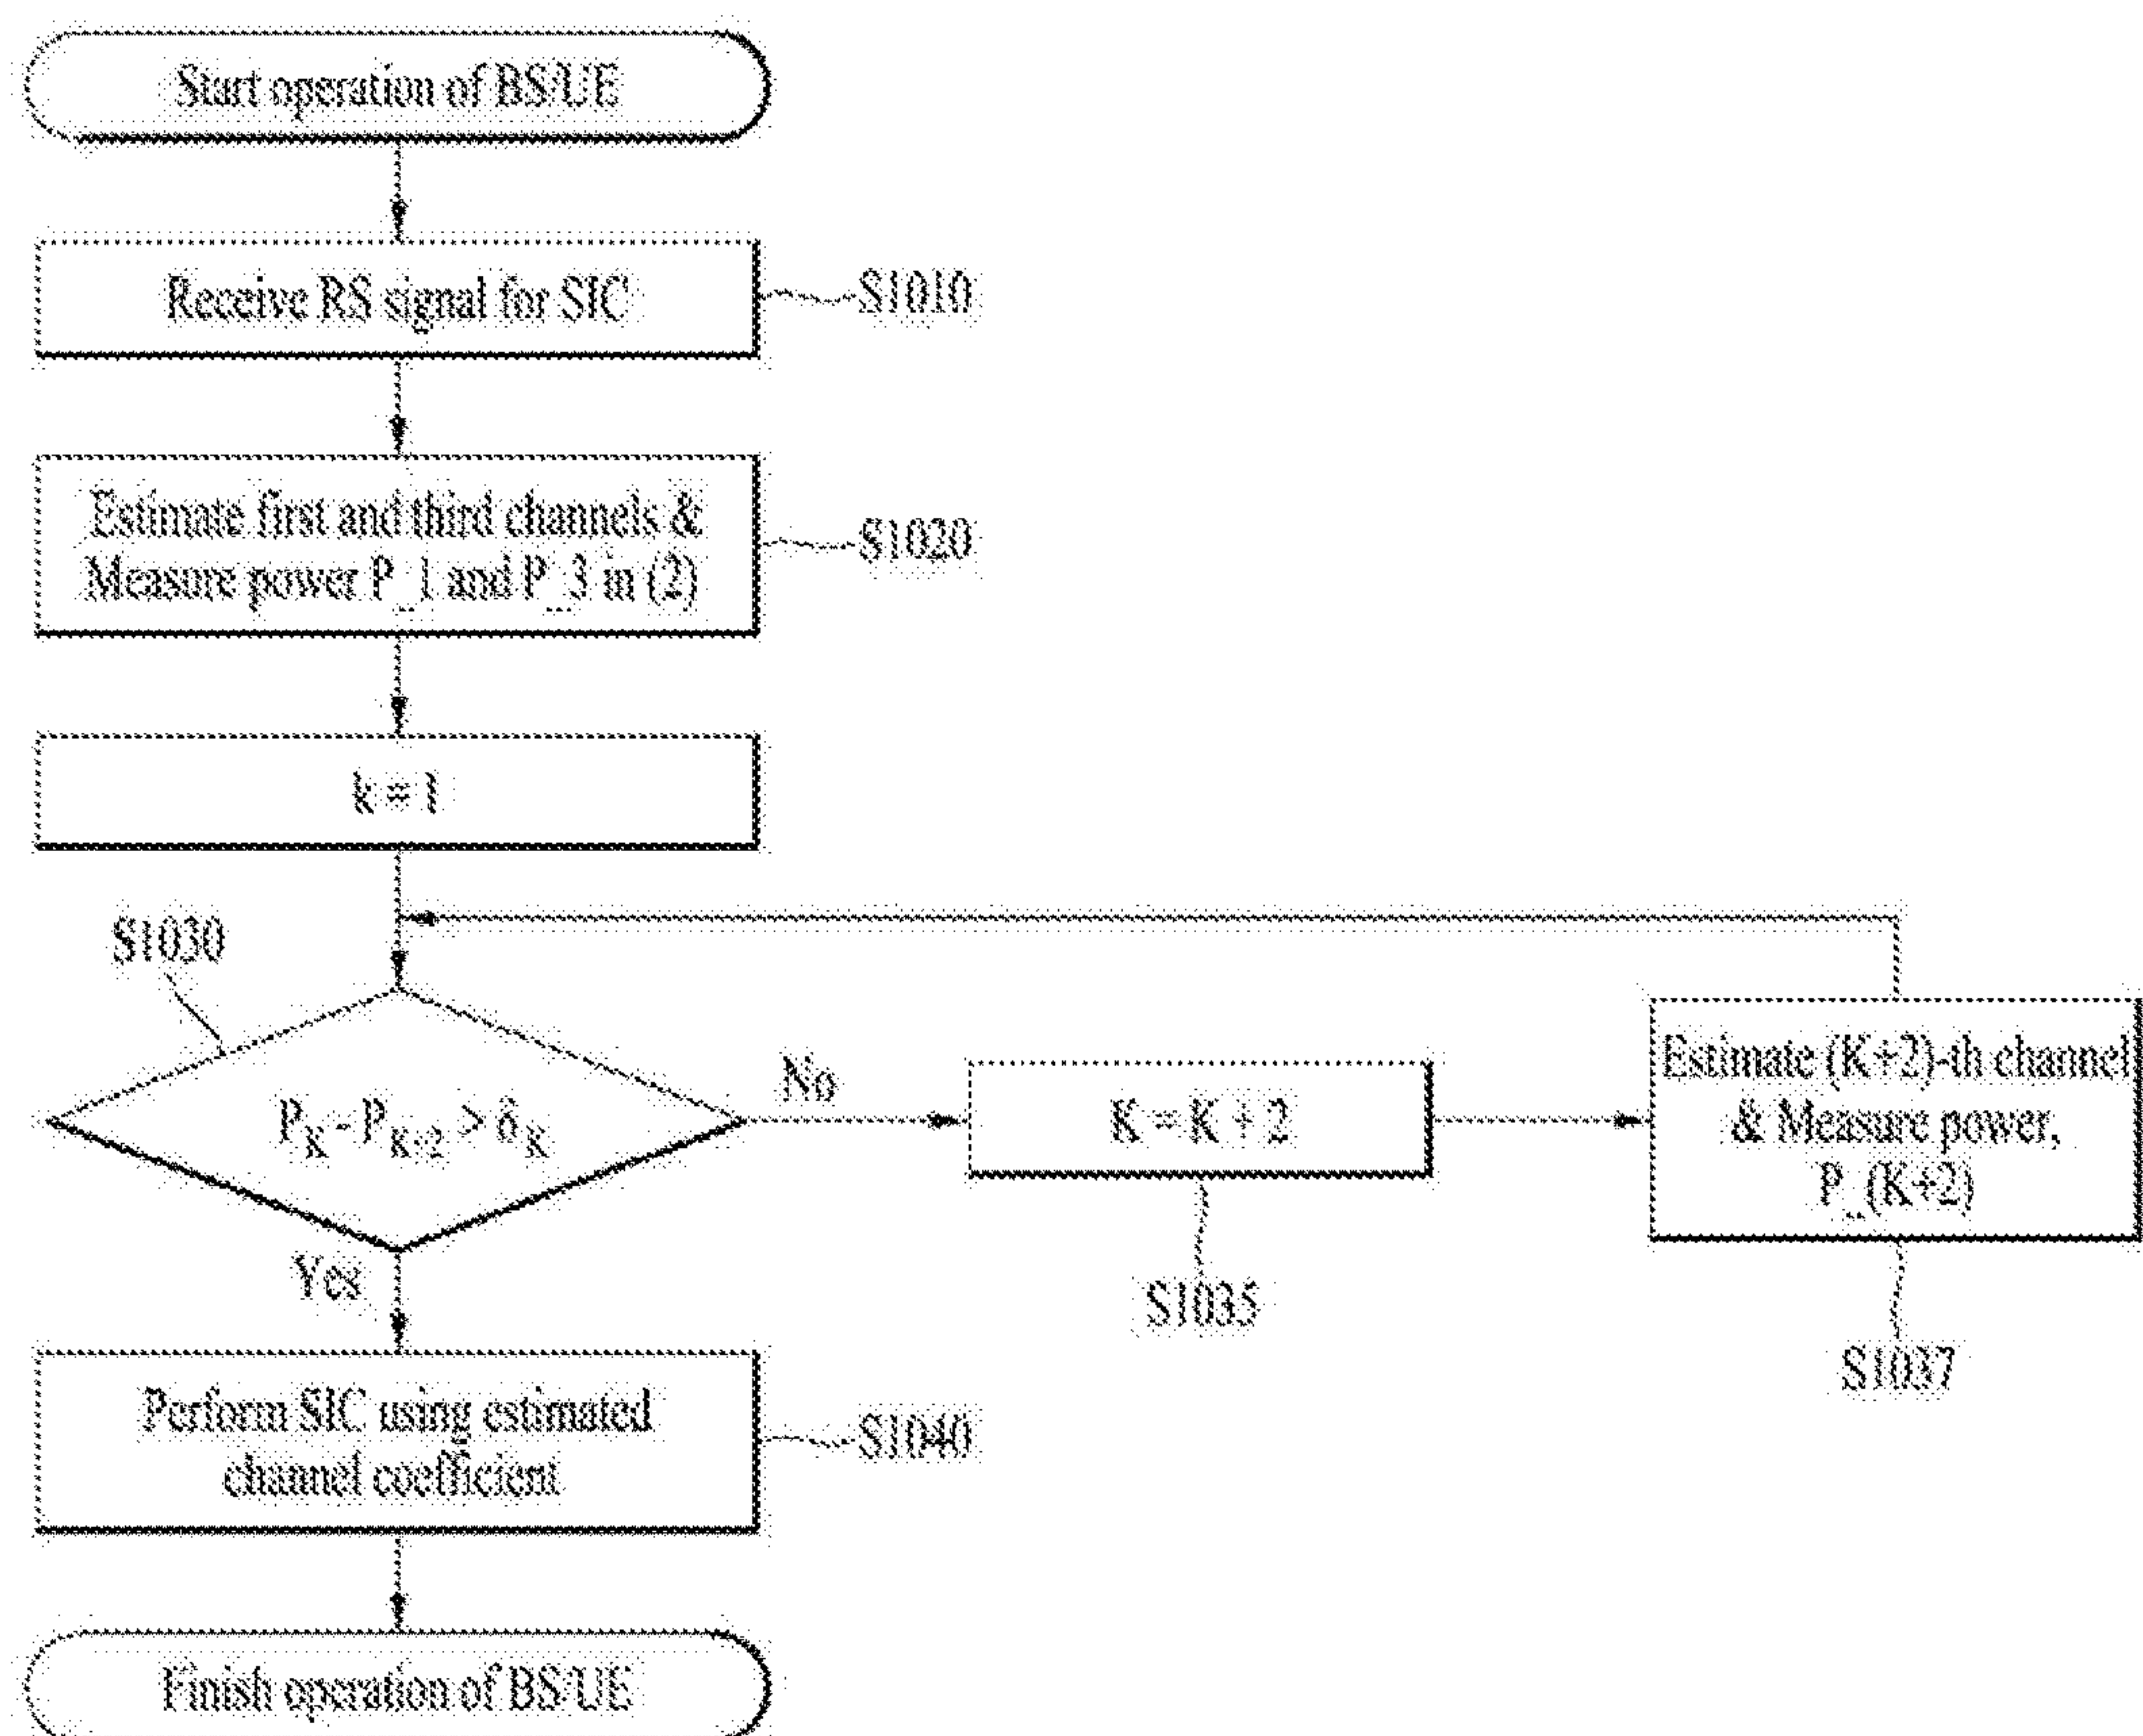 Start operation of BS/UE
Receive RS signal for SIC
S1010
Estimate first and third channels &
Measure power P_1 and P_3 in (2)
S1020
k = 1
S1030
P_K - P_K+2 > δ_K
No
K = K + 2
S1035
Estimate (K+2)-th channel
& Measure power,
P_(K+2)
S1037
Yes
Perform SIC using estimated
channel coefficient
S1040
Finish operation of BS/UE